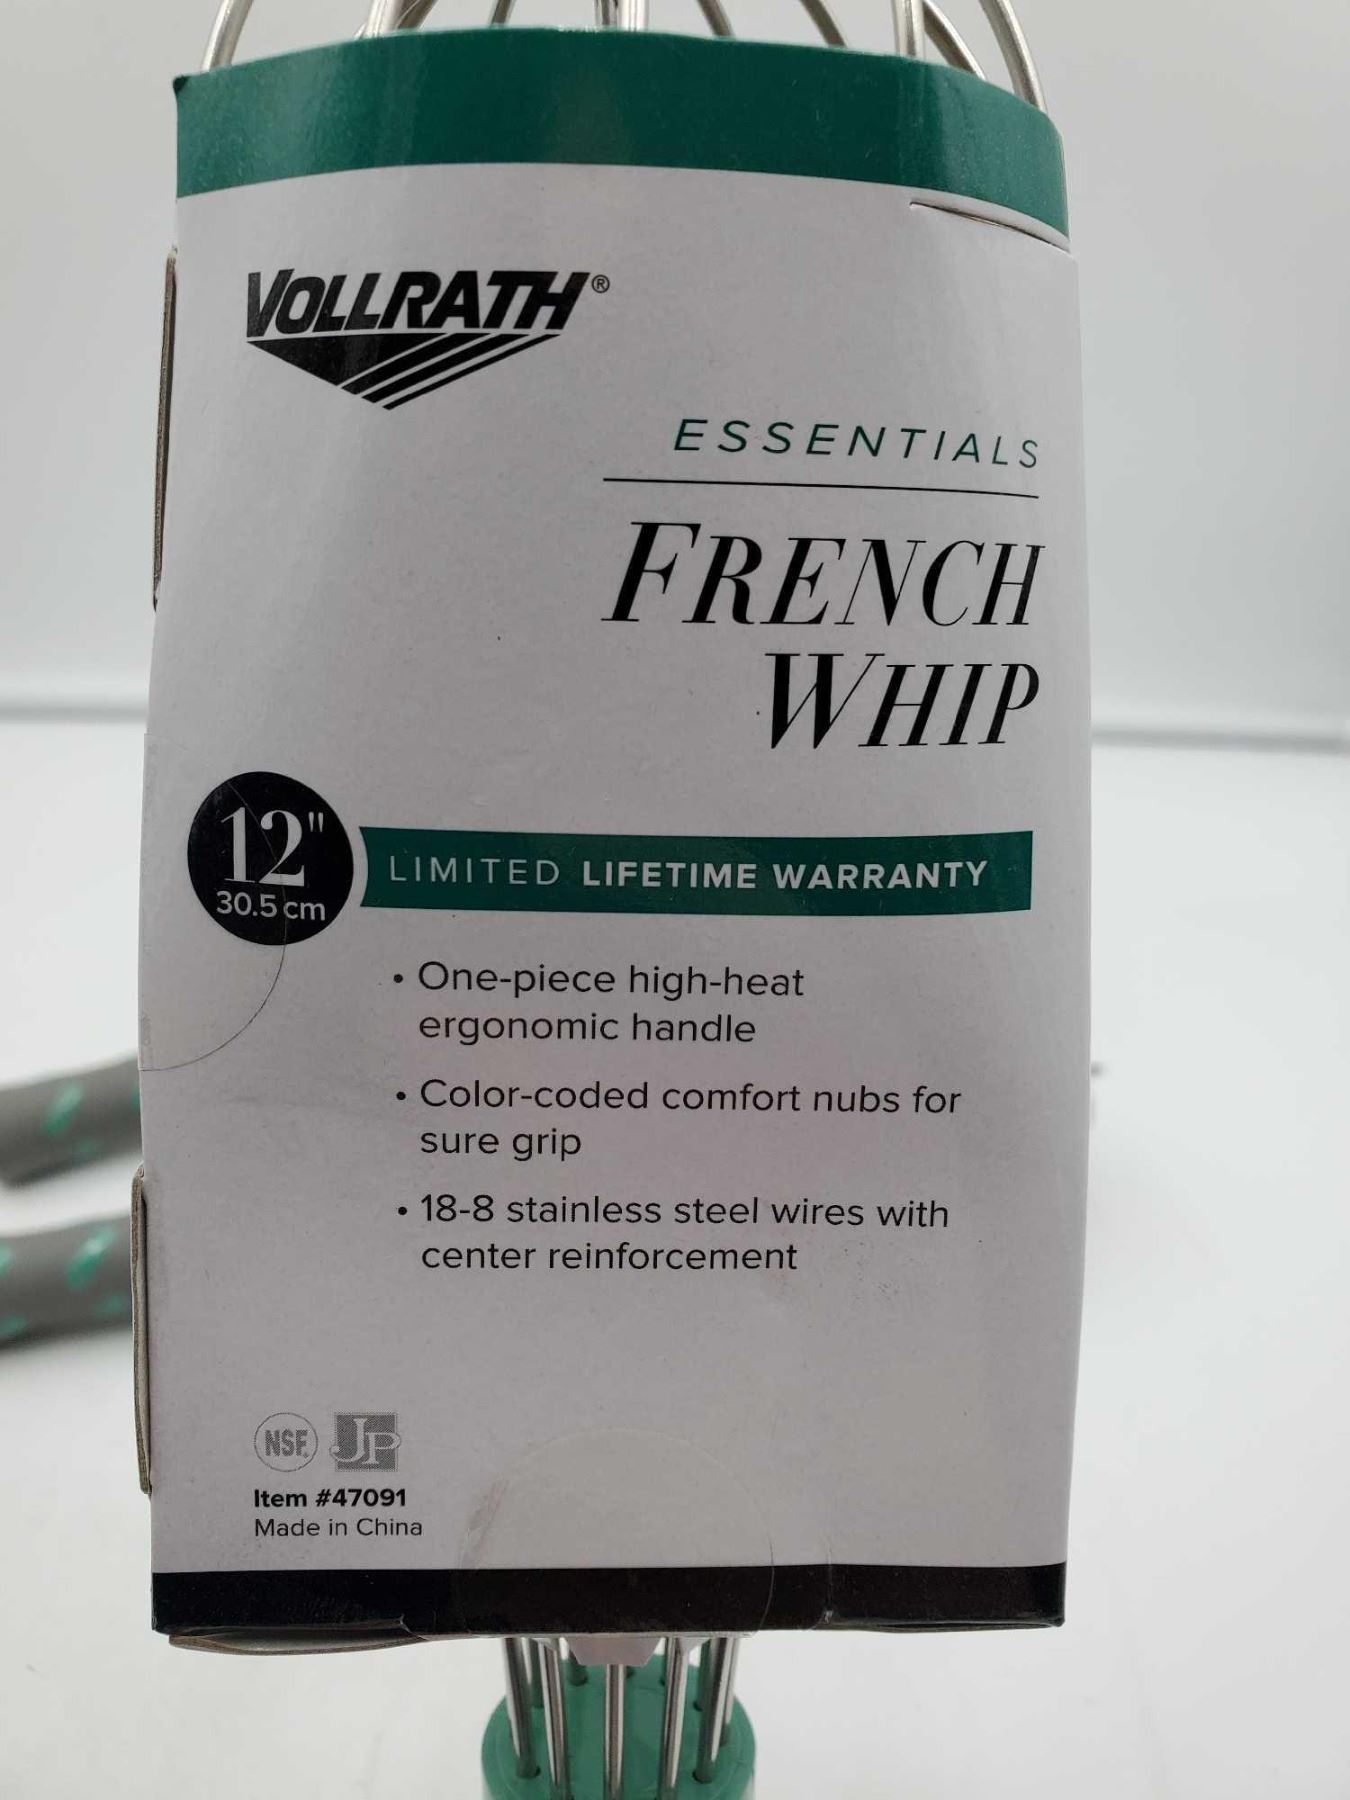 VOLLRATH®
ESSENTIALS
FRENCH
WHIP
12"
30.5 cm
LIMITED LIFETIME WARRANTY
• One-piece high-heat
ergonomic handle
• Color-coded comfort nubs for
sure grip
• 18-8 stainless steel wires with
center reinforcement
NSF JP
Item #47091
Made in China